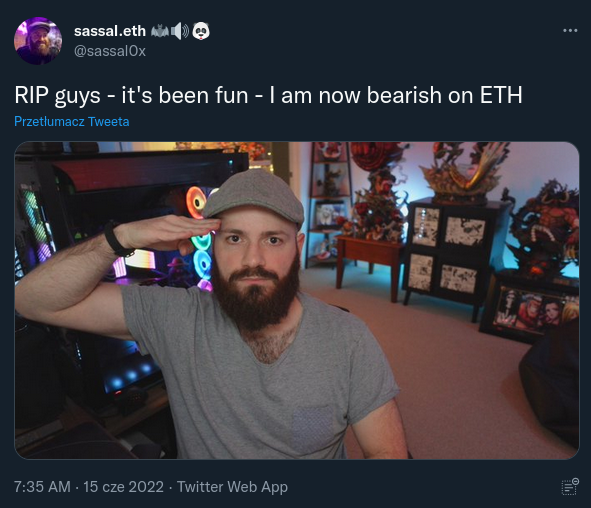 sassal.eth 🦇🔊🐼
@sassal0x
RIP guys - it's been fun - I am now bearish on ETH
Przetłumacz Tweeta
7:35 AM · 15 cze 2022 · Twitter Web App